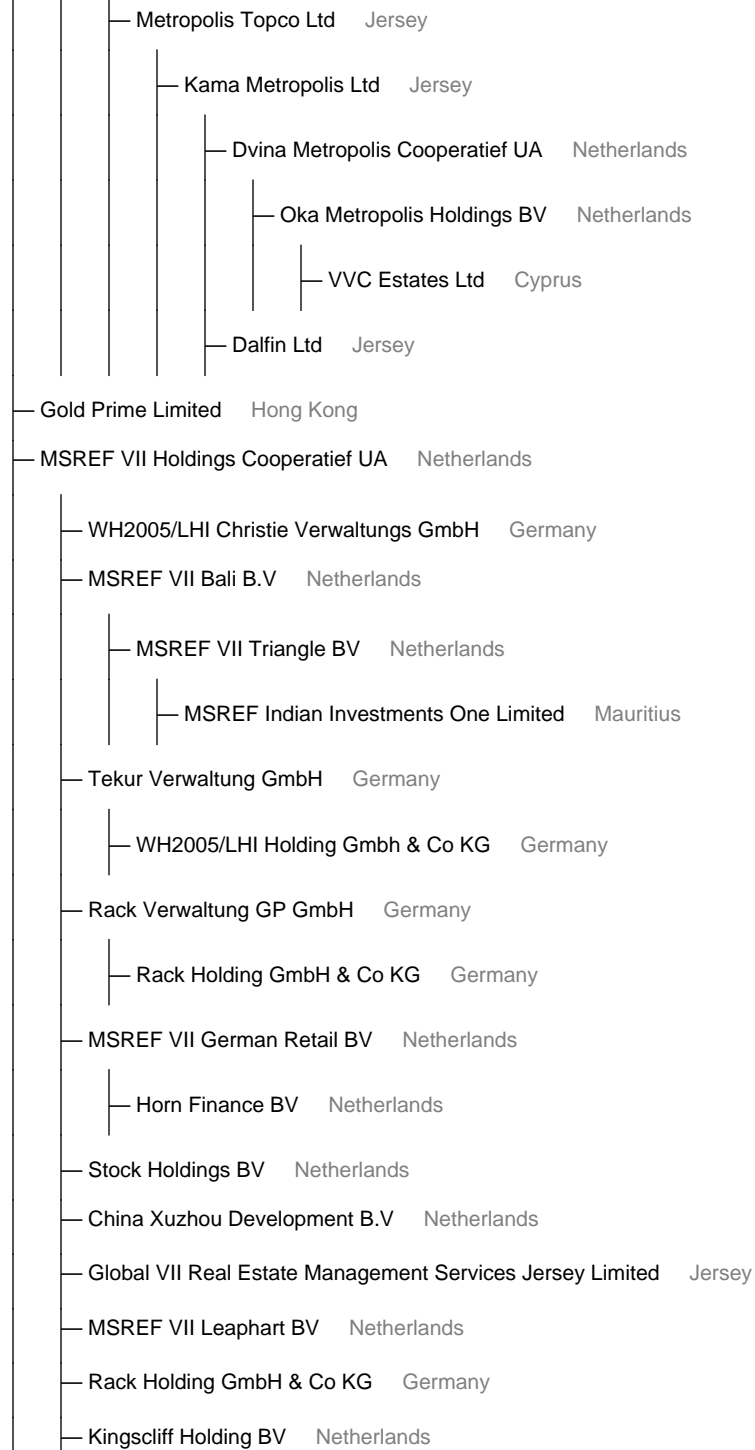 Metropolis Topco Ltd Jersey
Kama Metropolis Ltd Jersey
Dvina Metropolis Cooperatief UA Netherlands
Oka Metropolis Holdings BV Netherlands
VVC Estates Ltd Cyprus
Dalfin Ltd Jersey
Gold Prime Limited Hong Kong
MSREF VII Holdings Cooperatief UA Netherlands
WH2005/LHI Christie Verwaltungs GmbH Germany
MSREF VII Bali B.V Netherlands
MSREF VII Triangle BV Netherlands
MSREF Indian Investments One Limited Mauritius
Tekur Verwaltung GmbH Germany
WH2005/LHI Holding Gmbh & Co KG Germany
Rack Verwaltung GP GmbH Germany
Rack Holding GmbH & Co KG Germany
MSREF VII German Retail BV Netherlands
Horn Finance BV Netherlands
Stock Holdings BV Netherlands
China Xuzhou Development B.V Netherlands
Global VII Real Estate Management Services Jersey Limited Jersey
MSREF VII Leaphart BV Netherlands
Rack Holding GmbH & Co KG Germany
Kingscliff Holding BV Netherlands